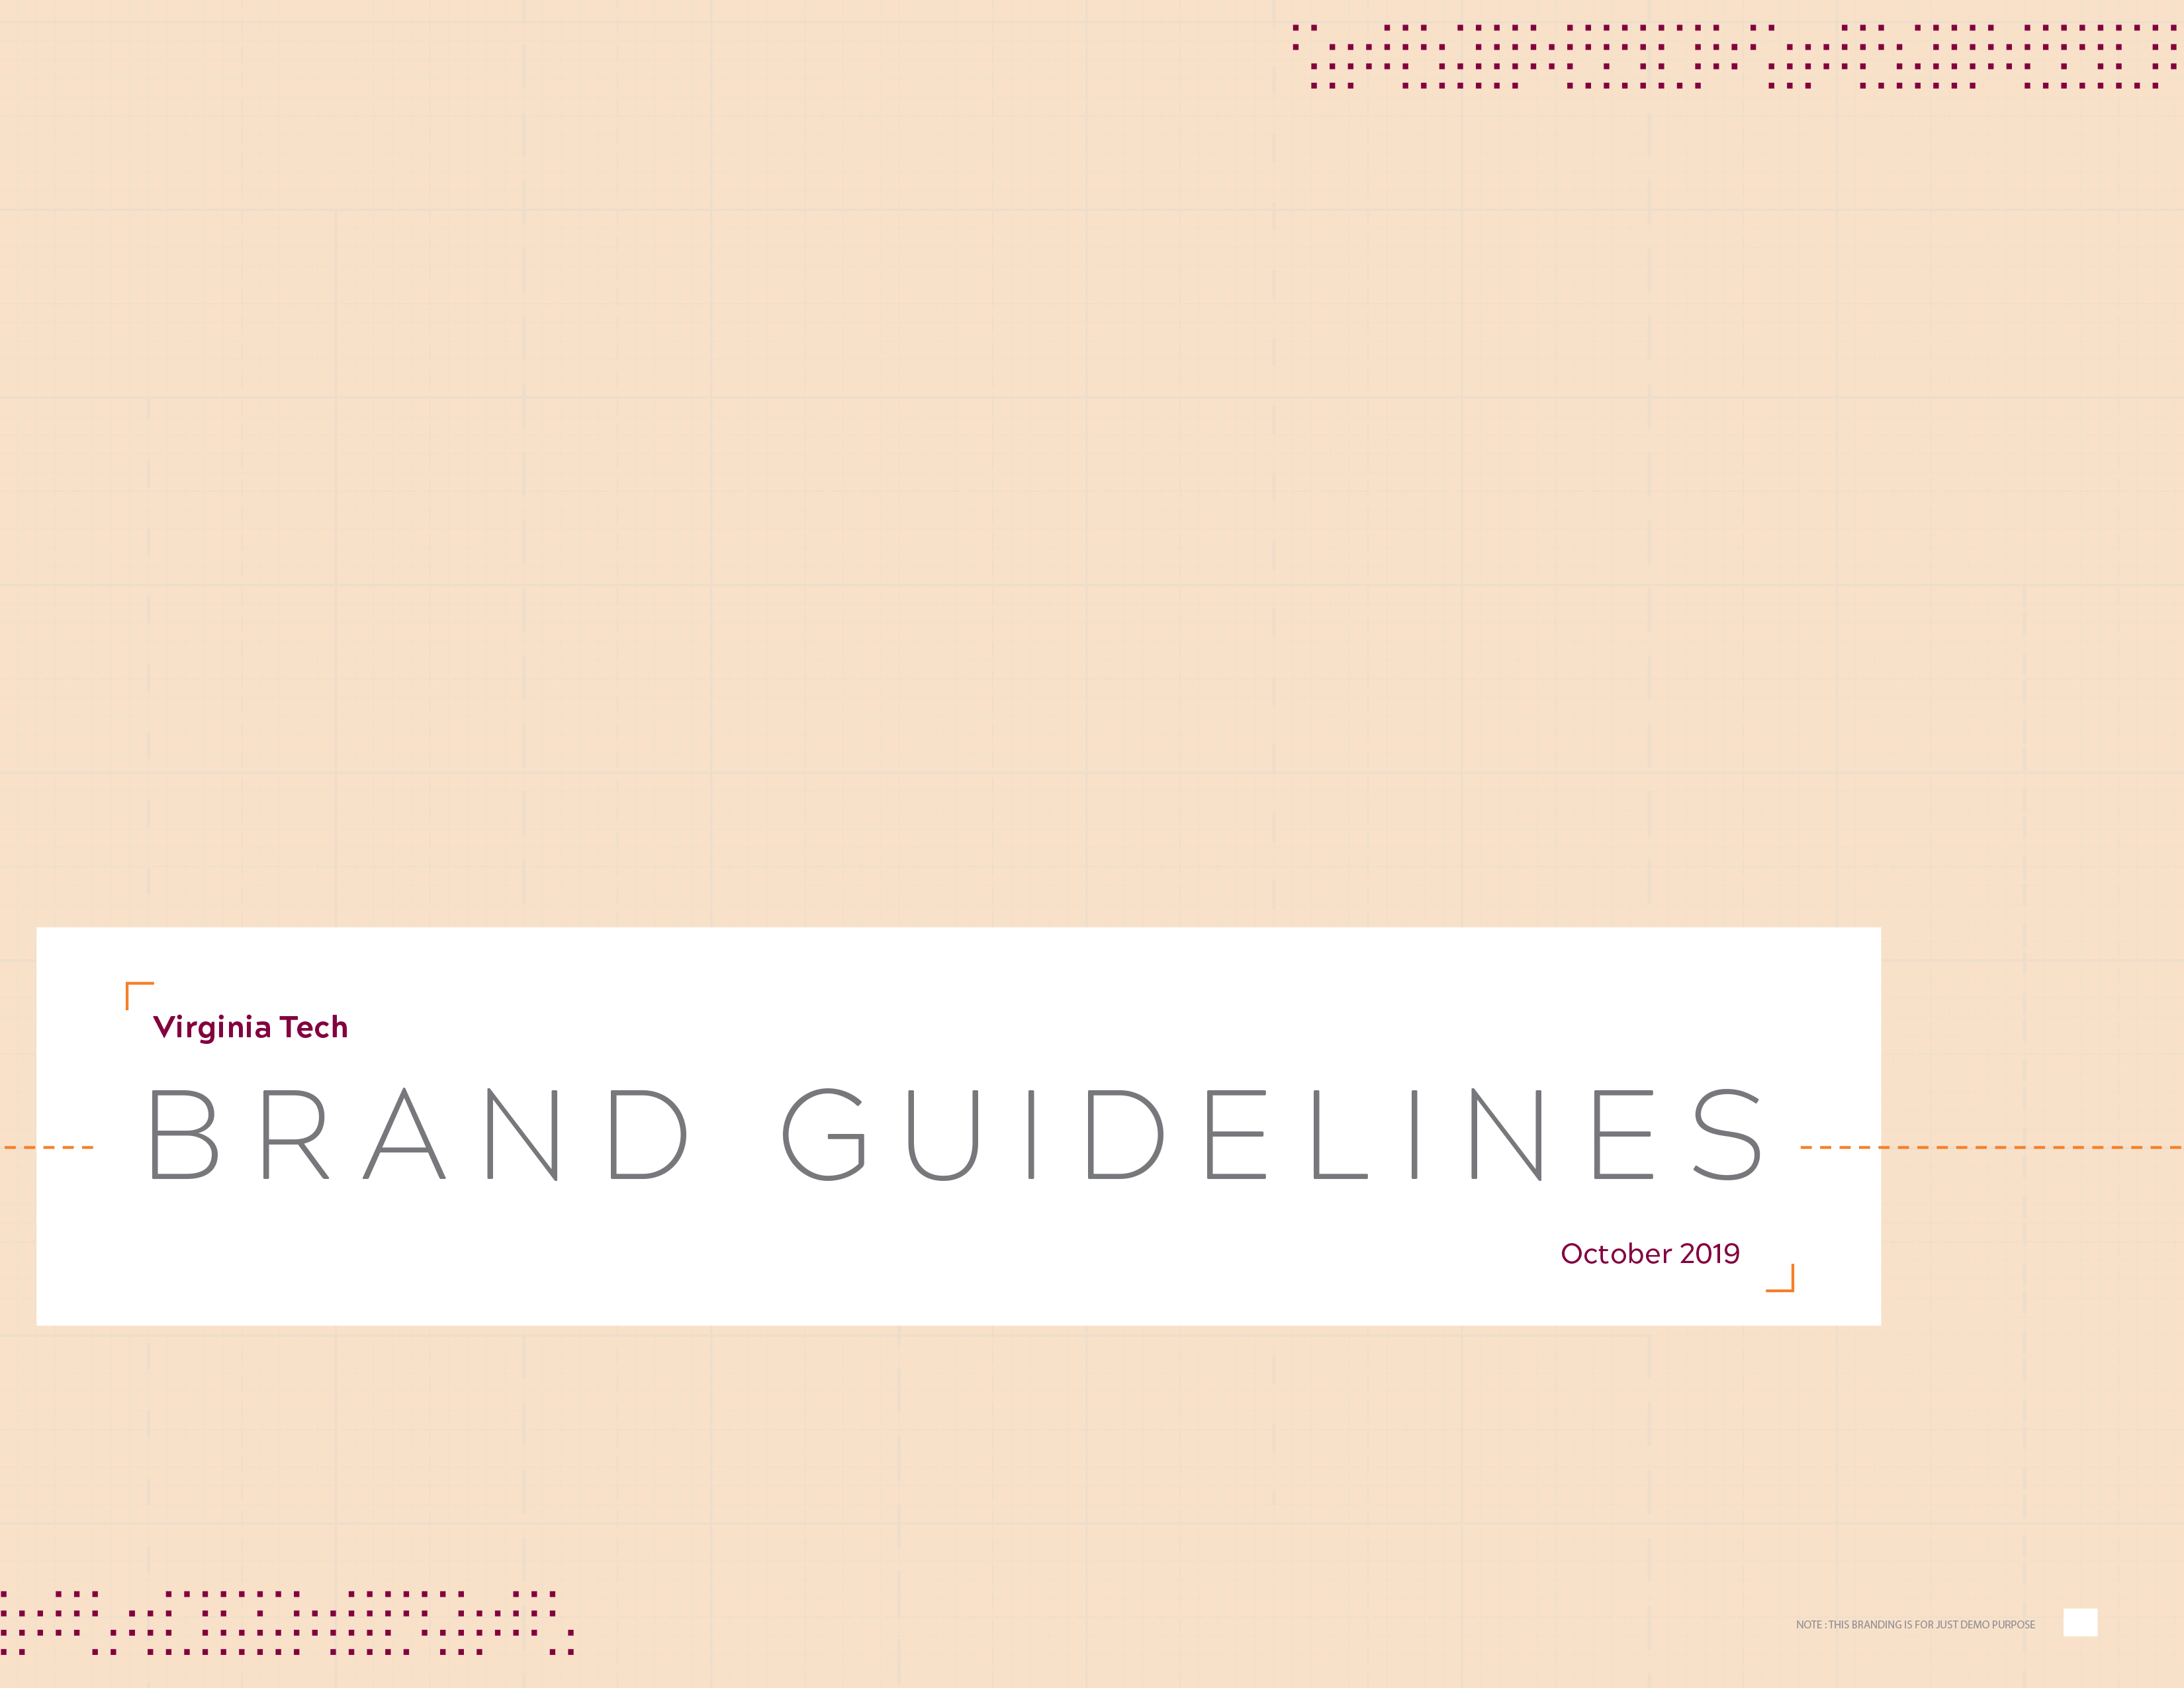 Virginia Tech
BRAND GUIDELINES
October 2019
NOTE : THIS BRANDING IS FOR JUST DEMO PURPOSE